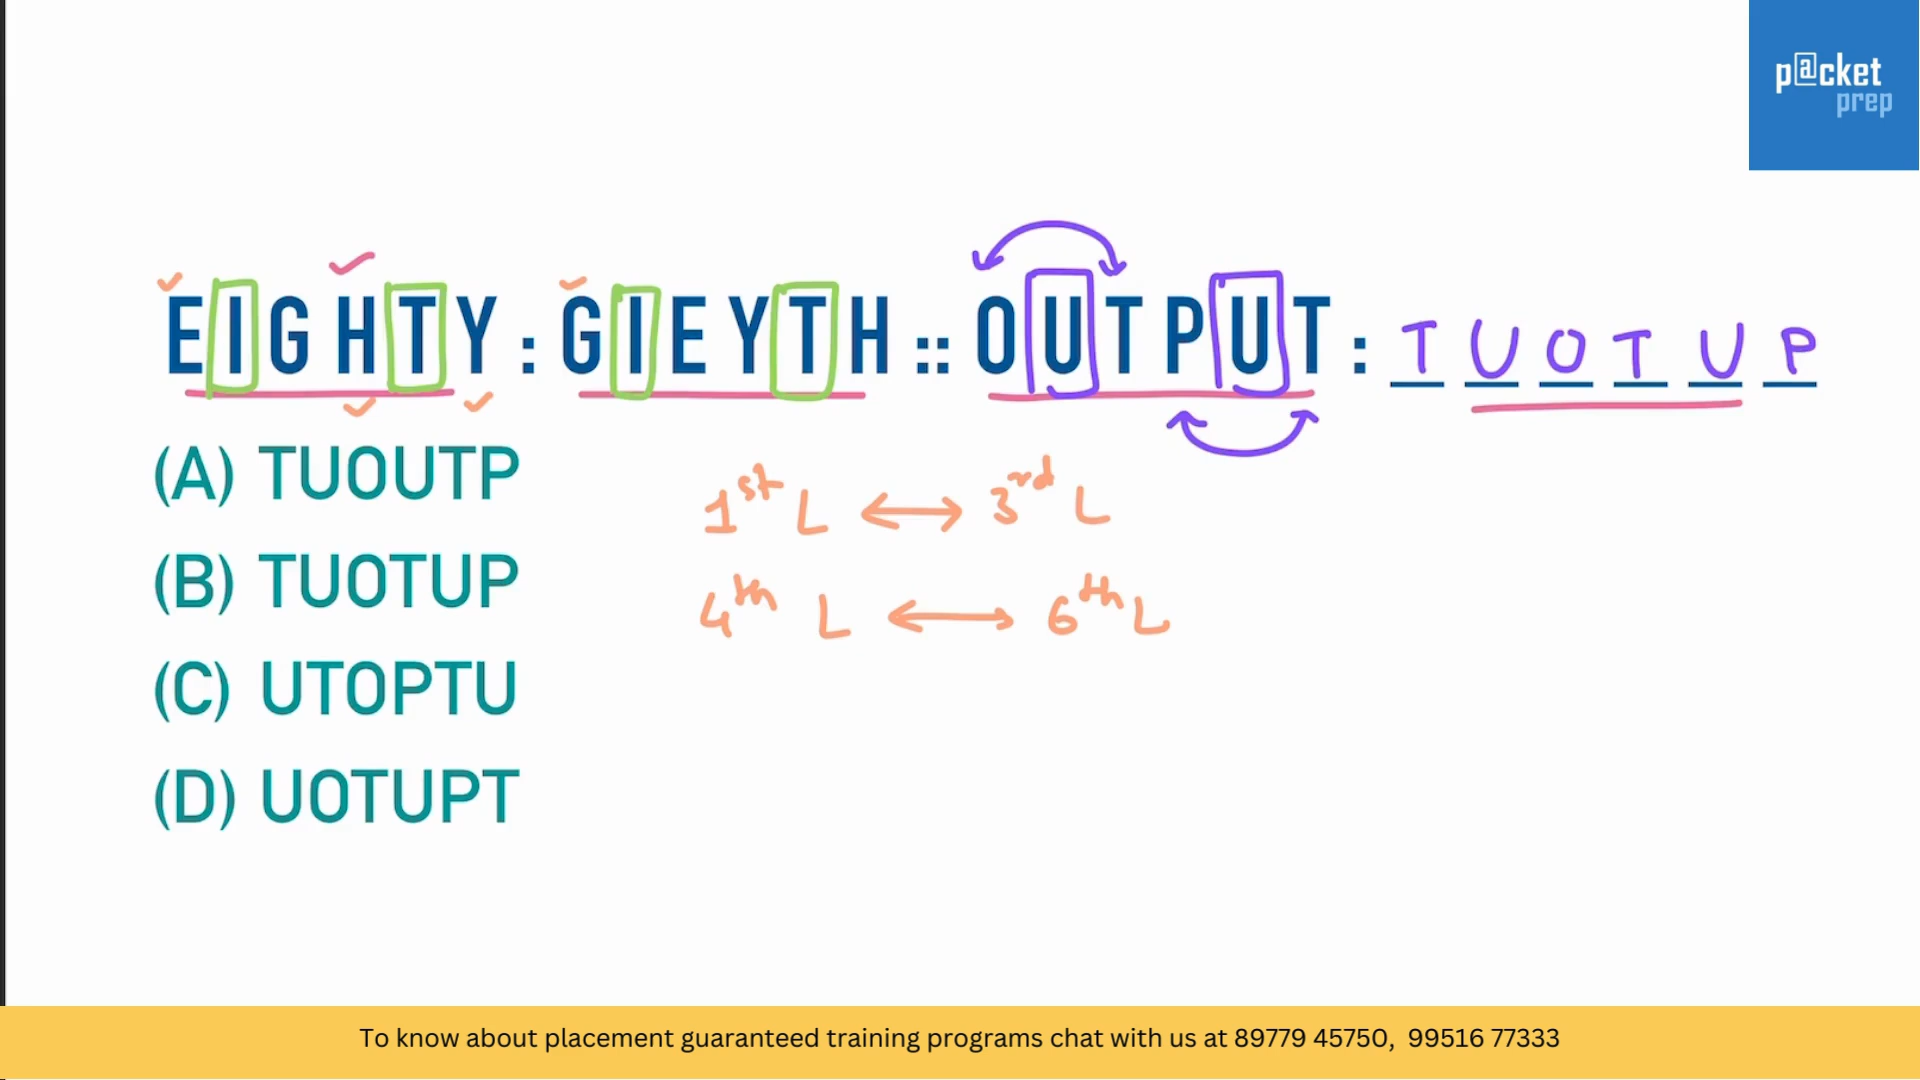 p@cket
prep
EIGHTY : GIEYTH :: OUTPUT : TUOTUP
(A) TUOUTP
(B) TUOTUP
(C) UTOPTU
(D) UOTUPT
1st L ↔ 3rd L
4th L ↔ 6th L
To know about placement guaranteed training programs chat with us at 89779 45750, 99516 77333